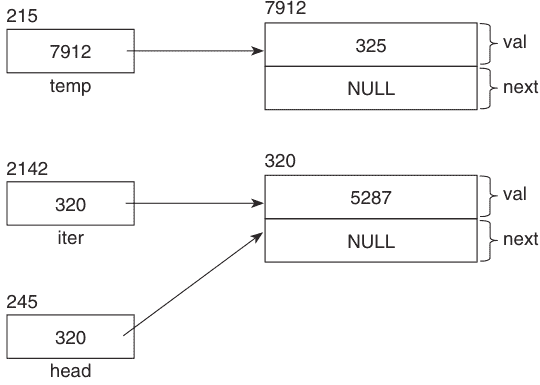 215
7912
temp
7912
325
val
NULL
next
2142
320
iter
320
5287
val
NULL
next
245
320
head